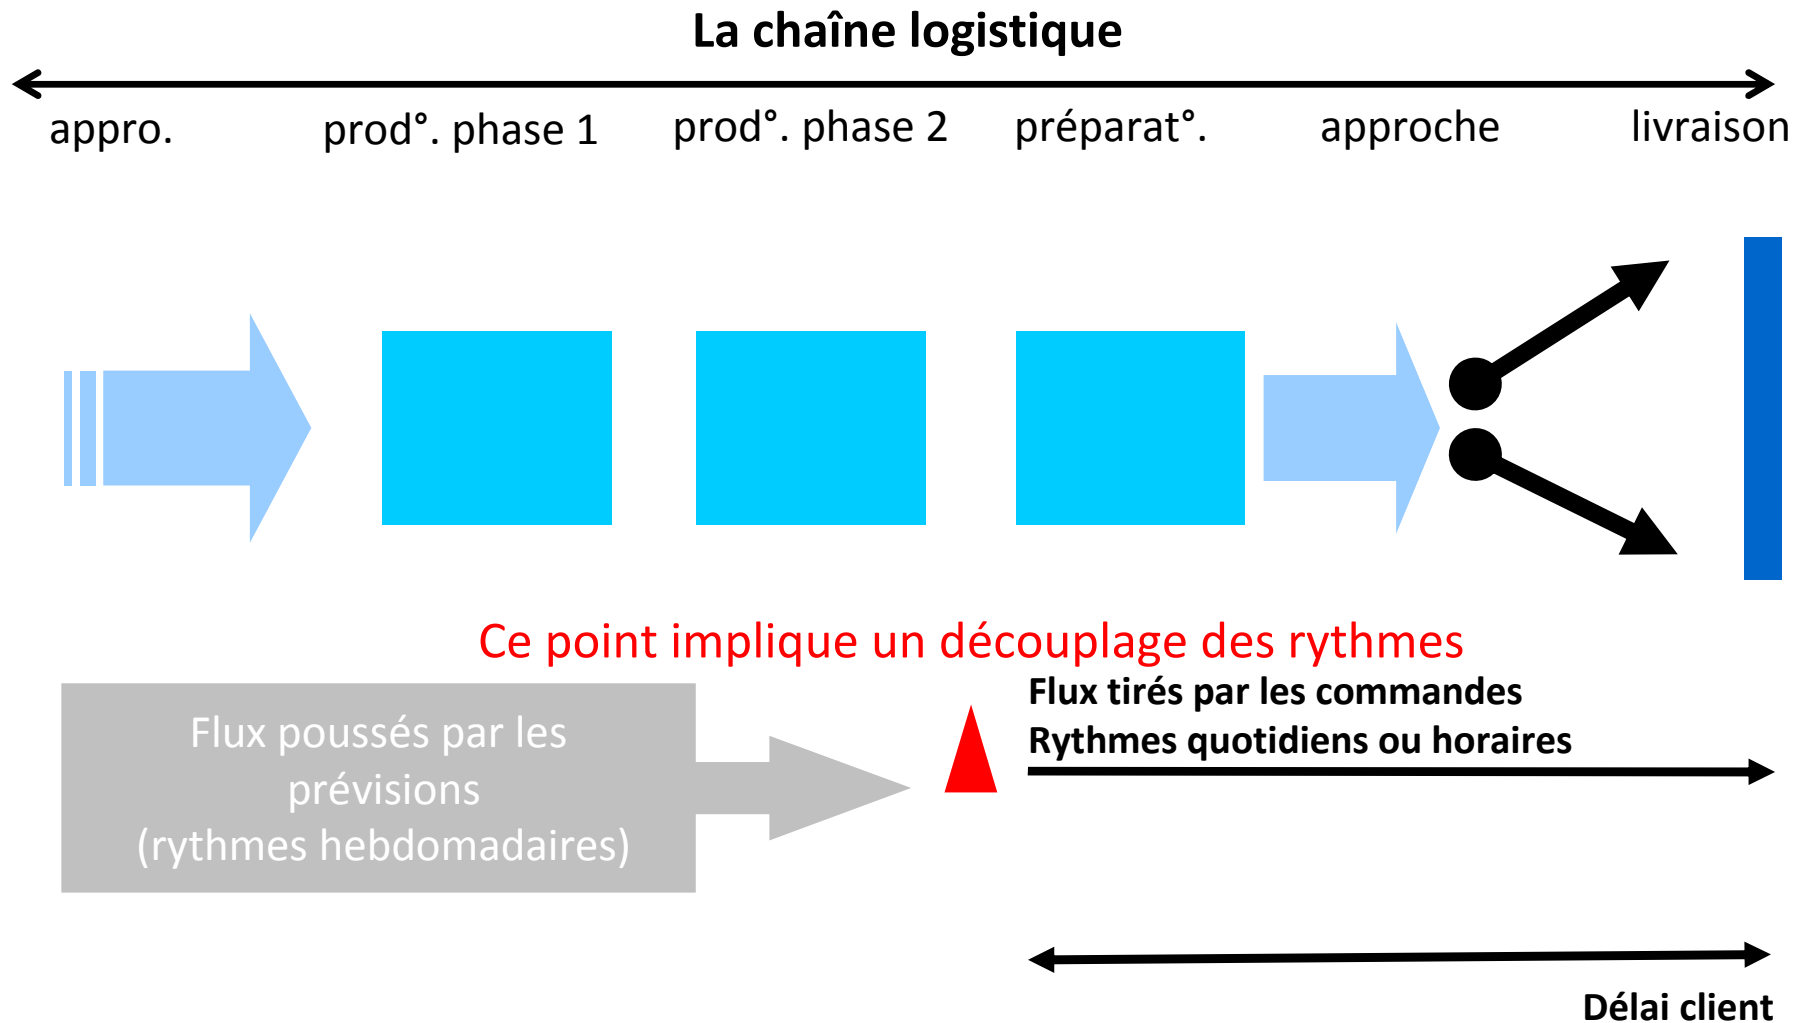 La chaîne logistique
appro.
prod°. phase 1
prod°. phase 2
préparat°.
approche
livraison
Ce point implique un découplage des rythmes
Flux poussés par les
prévisions
(rythmes hebdomadaires)
Flux tirés par les commandes
Rythmes quotidiens ou horaires
Délai client